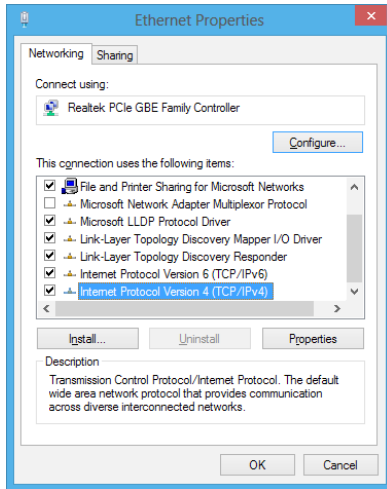 Ethernet Properties
Networking
Sharing
Connect using:
Realtek PCIe GBE Family Controller
Configure...
This connection uses the following items:
File and Printer Sharing for Microsoft Networks
Microsoft Network Adapter Multiplexor Protocol
Microsoft LLDP Protocol Driver
Link-Layer Topology Discovery Mapper I/O Driver
Link-Layer Topology Discovery Responder
Internet Protocol Version 6 (TCP/IPv6)
Internet Protocol Version 4 (TCP/IPv4)
Install...
Uninstall
Properties
Description
Transmission Control Protocol/Internet Protocol. The default
wide area network protocol that provides communication
across diverse interconnected networks.
OK
Cancel